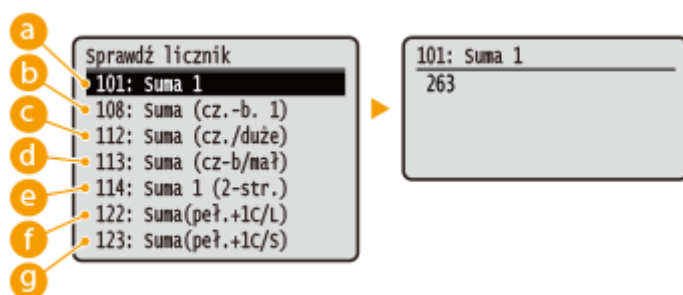 a
b
c
d
e
f
g
Sprawdź licznik
101: Suma 1
108: Suma (cz.-b. 1)
112: Suma (cz./duże)
113: Suma (cz-b/mał)
114: Suma 1 (2-str.)
122: Suma(peł.+1C/L)
123: Suma(peł.+1C/S)
101: Suma 1
263